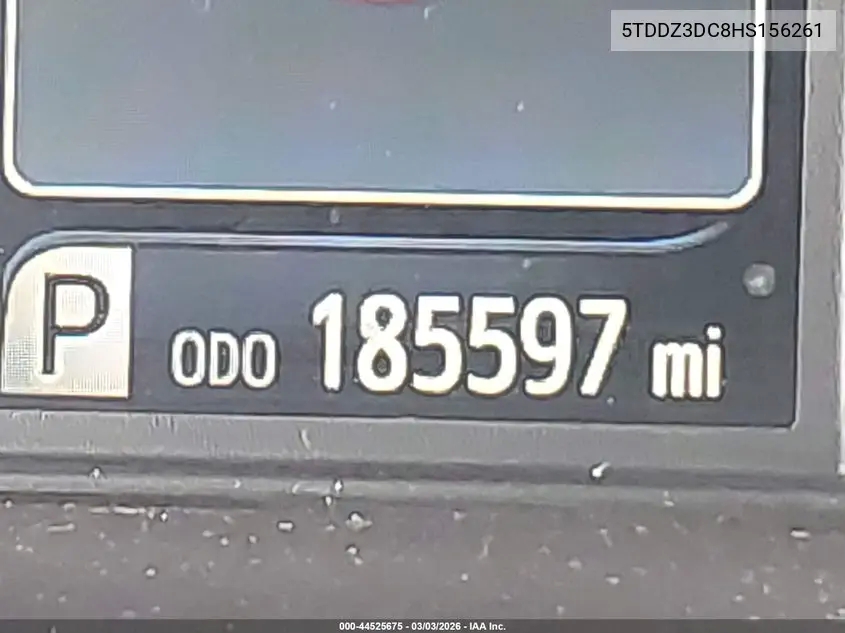 5TDDZ3DC8HS156261
P
ODO 185597 mi
000-44525675 - 03/03/2026 - IAA Inc.